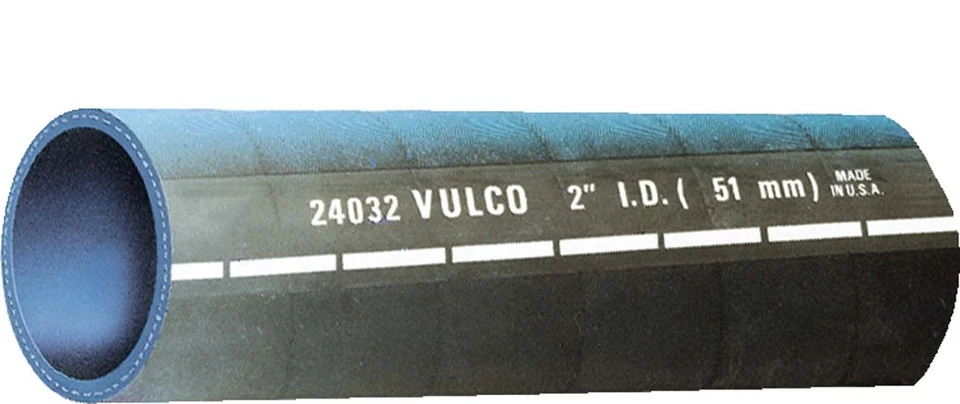 24032 VULCO 2" I.D. ( 51 mm) MADE
IN U.S.A.